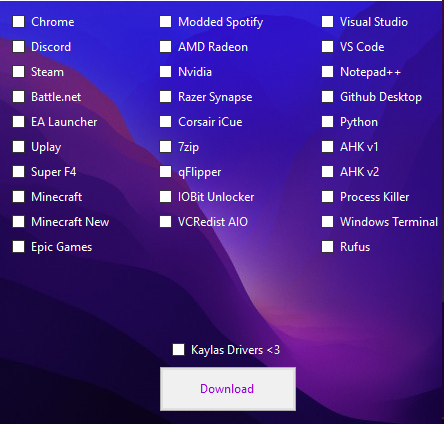 Chrome
Discord
Steam
Battle.net
EA Launcher
Uplay
Super F4
Minecraft
Minecraft New
Epic Games
Modded Spotify
AMD Radeon
Nvidia
Razer Synapse
Corsair iCue
7zip
qFlipper
IOBit Unlocker
VCRedist AIO
Visual Studio
VS Code
Notepad++
Github Desktop
Python
AHK v1
AHK v2
Process Killer
Windows Terminal
Rufus
Kaylas Drivers <3
Download